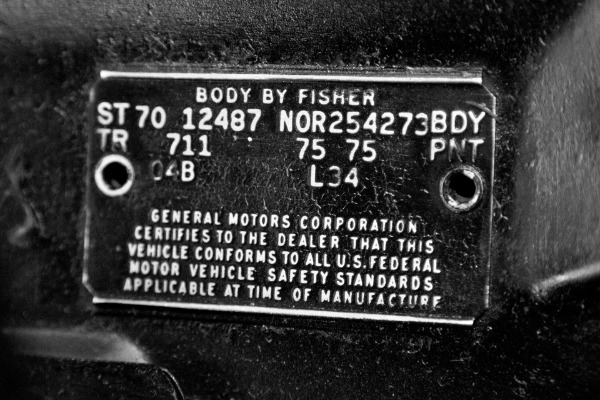 BODY BY FISHER
ST 70 12487 NOR254273 BDY
TR 711 75 75 PNT
04B L34
GENERAL MOTORS CORPORATION
CERTIFIES TO THE DEALER THAT THIS
VEHICLE CONFORMS TO ALL U.S. FEDERAL
MOTOR VEHICLE SAFETY STANDARDS
APPLICABLE AT TIME OF MANUFACTURE